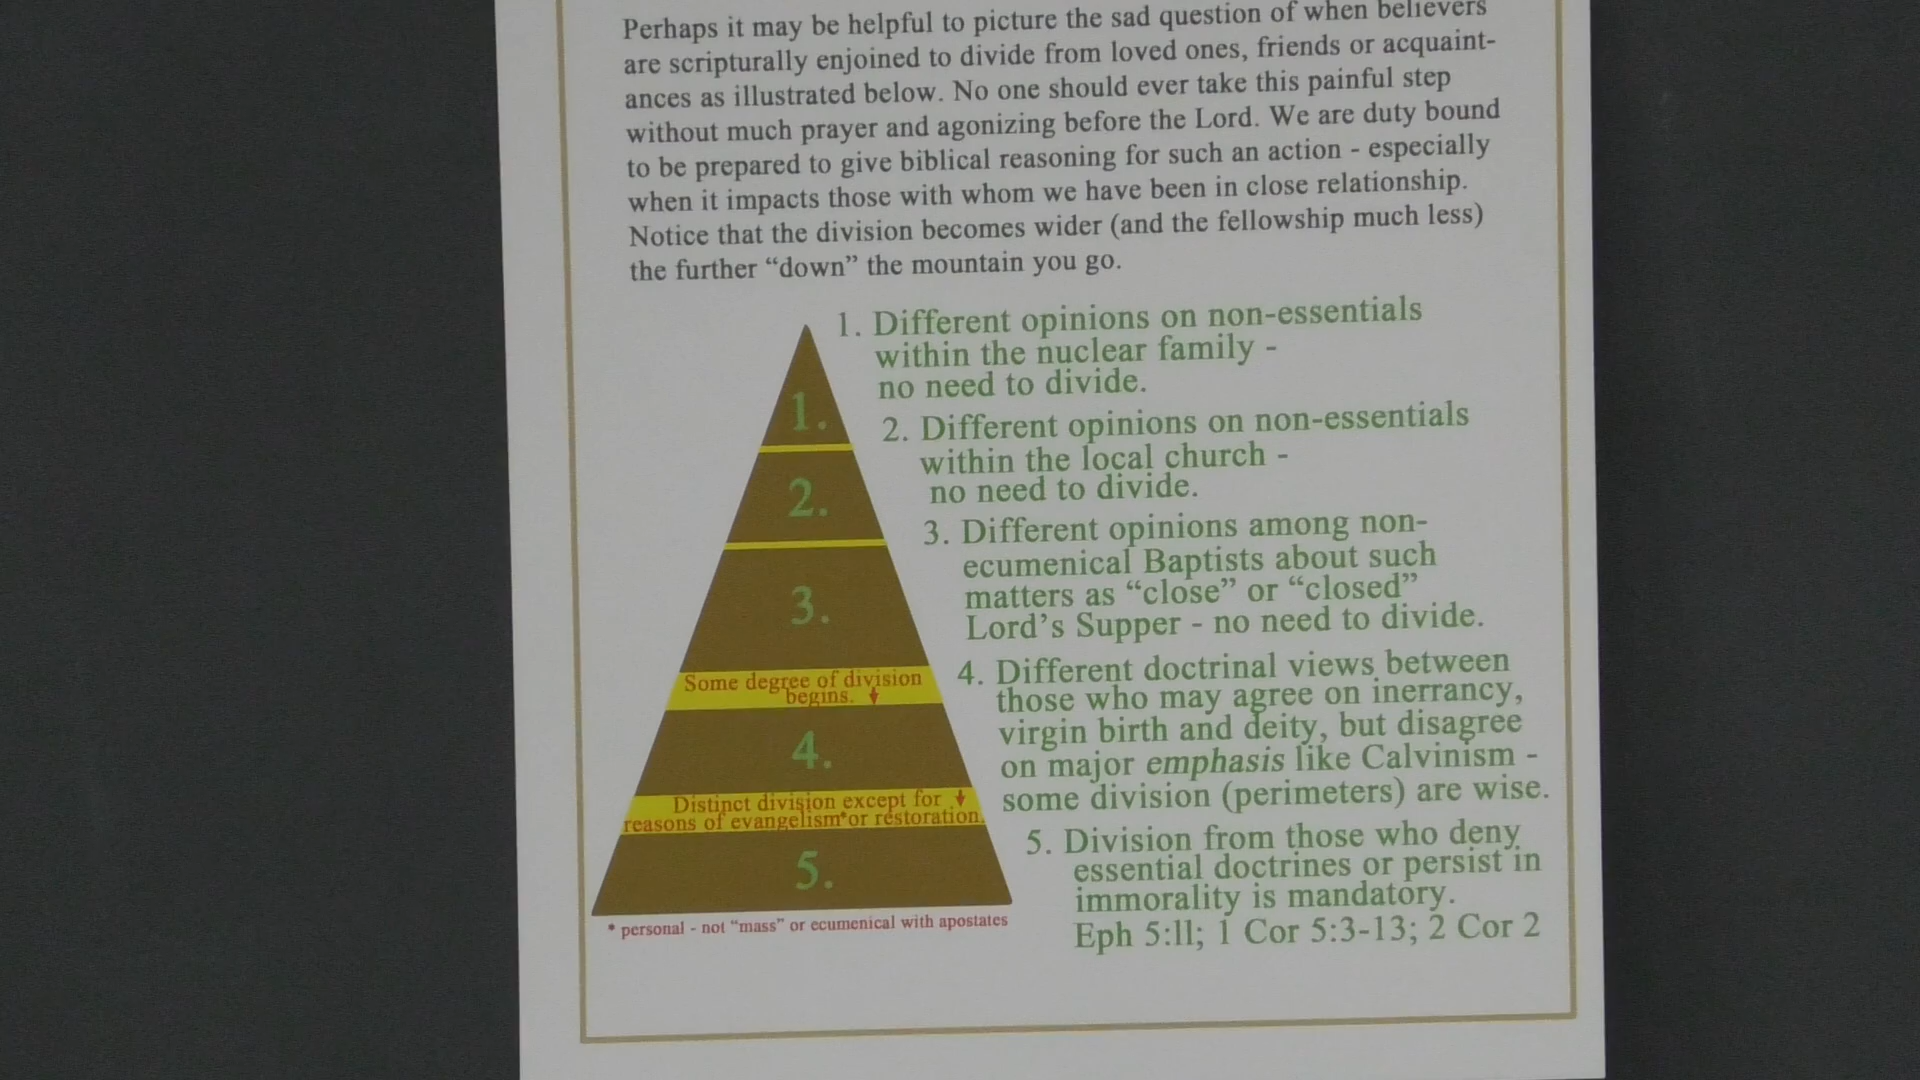 Perhaps it may be helpful to picture the sad question of when believers
are scripturally enjoined to divide from loved ones, friends or acquaint-
ances as illustrated below. No one should ever take this painful step
without much prayer and agonizing before the Lord. We are duty bound
to be prepared to give biblical reasoning for such an action - especially
when it impacts those with whom we have been in close relationship.
Notice that the division becomes wider (and the fellowship much less)
the further “down” the mountain you go.
1. Different opinions on non-essentials
within the nuclear family -
no need to divide.
2. Different opinions on non-essentials
within the local church -
no need to divide.
3. Different opinions among non-
ecumenical Baptists about such
matters as “close” or “closed”
Lord’s Supper - no need to divide.
4. Different doctrinal views between
those who may agree on inerrancy,
virgin birth and deity, but disagree
on major emphasis like Calvinism -
some division (perimeters) are wise.
5. Division from those who deny
essential doctrines or persist in
immorality is mandatory.
Eph 5:11; 1 Cor 5:3-13; 2 Cor 2
1.
2.
3.
Some degree of division
begins.
4.
Distinct division except for
reasons of evangelism* or restoration.
5.
* personal - not “mass” or ecumenical with apostates